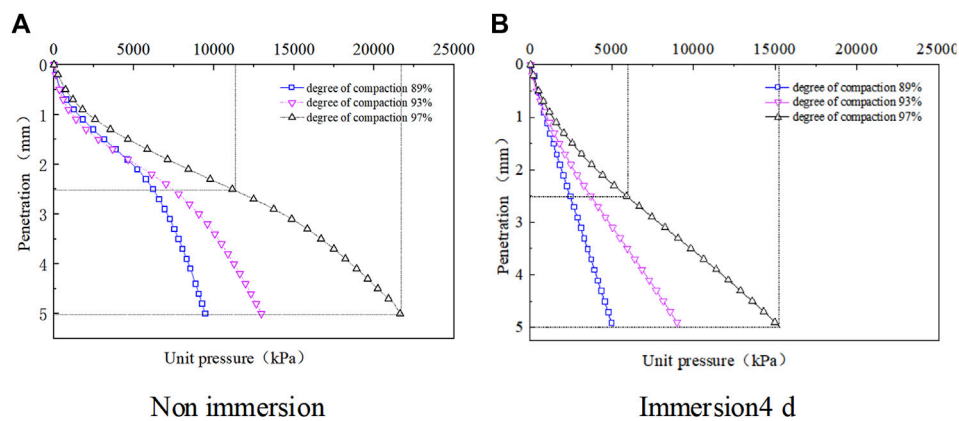 A
0 5000 10000 15000 20000 25000
0
1
2
3
4
5
Penetration (mm)
degree of compaction 89%
degree of compaction 93%
degree of compaction 97%
Unit pressure（kPa）
Non immersion
B
0 5000 10000 15000 20000 25000
0
1
2
3
4
5
Penetration (mm)
degree of compaction 89%
degree of compaction 93%
degree of compaction 97%
Unit pressure（kPa）
Immersion4 d